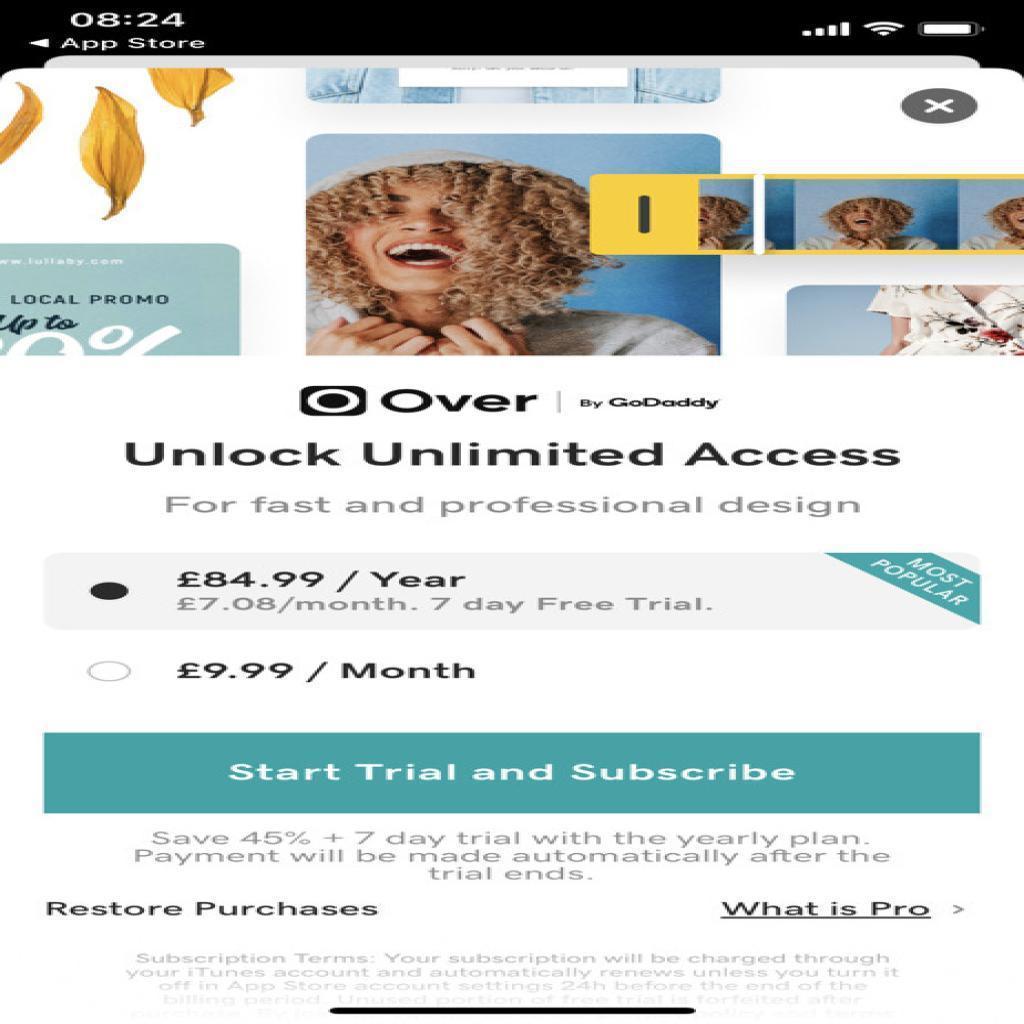 08:24
◄ App Store
www.lullaby.com
LOCAL PROMO
Up to
%
Over | By GoDaddy
Unlock Unlimited Access
For fast and professional design
£84.99 / Year
£7.08/month. 7 day Free Trial.
MOST
POPULAR
£9.99 / Month
Start Trial and Subscribe
Save 45% + 7 day trial with the yearly plan.
Payment will be made automatically after the
trial ends.
Restore Purchases
What is Pro >
Subscription Terms: Your subscription will be charged through
your iTunes account and automatically renews unless you turn it
off in App Store account settings 24h before the end of the
billing period. Unused portion of free trial is forfeited after
purchase. policy and terms